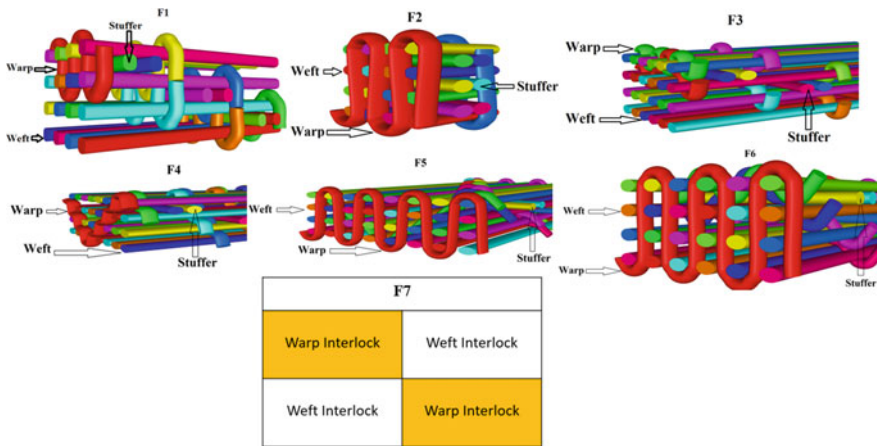 F1
Stuffer
Warp
Weft
F2
Weft
Stuffer
Warp
F3
Warp
Weft
Stuffer
F4
Warp
Weft
Stuffer
F5
Weft
Warp
Stuffer
F6
Weft
Warp
Stuffer
F7
Warp Interlock Weft Interlock
Weft Interlock Warp Interlock